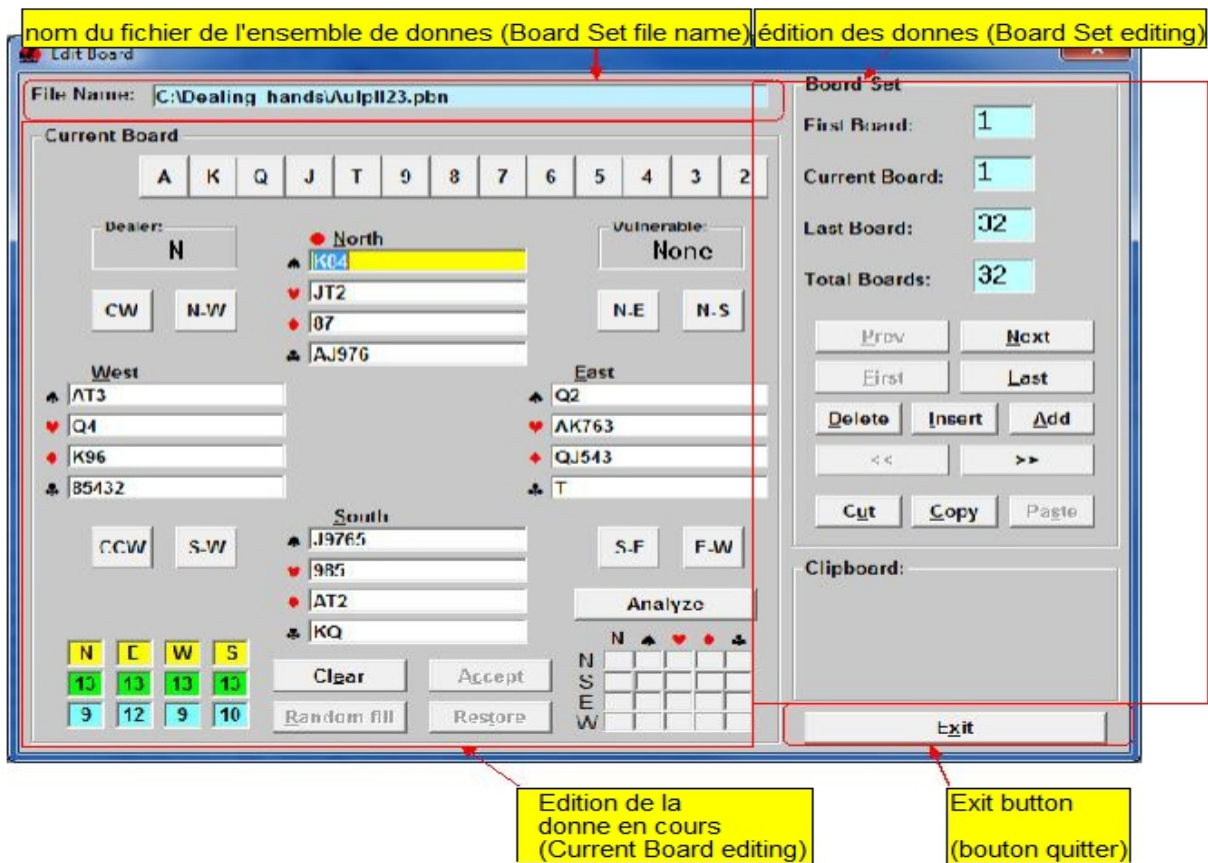 nom du fichier de l'ensemble de donnes (Board Set file name)
édition des donnes (Board Set editing)
Edit Board
File Name: C:\Dealing hands\Aulpll23.pbn
Board Set
First Board: 1
Current Board: 1
Last Board: 32
Total Boards: 32
Prev Next
First Last
Delete Insert Add
<< >>
Cut Copy Paste
Clipboard:
Exit
Current Board
A K Q J T 9 8 7 6 5 4 3 2
Dealer:
N
North
K84
JT2
87
AJ976
Vulnerable:
None
CW N-W
N-E N-S
West
AT3
Q4
K96
85432
East
Q2
AK763
QJ543
T
CCW S-W
South
J9765
985
AT2
KQ
S-E E-W
Analyze
N
N
S
E
W
N E W S
13 13 13 13
9 12 9 10
Clear Accept
Random fill Restore
Edition de la
donne en cours
(Current Board editing)
Exit button
(bouton quitter)